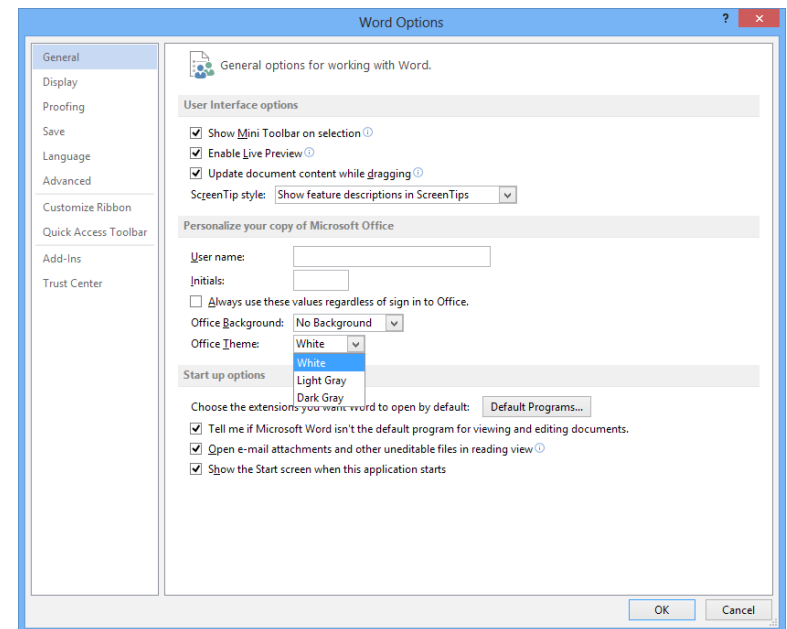 Word Options
?
General
Display
Proofing
Save
Language
Advanced
Customize Ribbon
Quick Access Toolbar
Add-Ins
Trust Center
General options for working with Word.
User Interface options
Show Mini Toolbar on selection
Enable Live Preview
Update document content while dragging
ScreenTip style: Show feature descriptions in ScreenTips
Personalize your copy of Microsoft Office
User name:
Initials:
Always use these values regardless of sign in to Office.
Office Background: No Background
Office Theme: White
White
Light Gray
Dark Gray
Start up options
Choose the extensions you want Word to open by default: Default Programs...
Tell me if Microsoft Word isn't the default program for viewing and editing documents.
Open e-mail attachments and other uneditable files in reading view
Show the Start screen when this application starts
OK Cancel